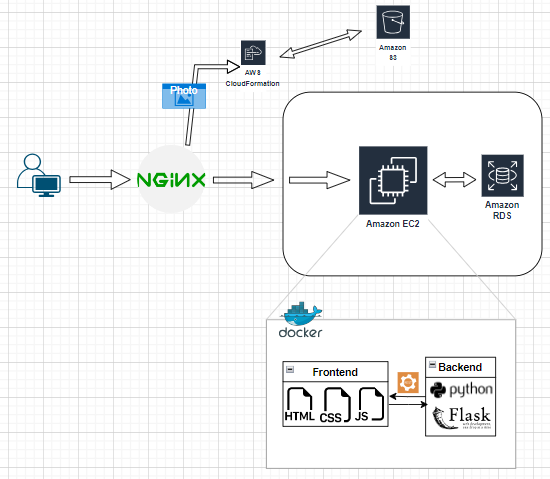 Amazon
S3
AWS
CloudFormation
Photo
NGINX
Amazon EC2
Amazon
RDS
docker
Frontend
Backend
HTML
CSS
JS
python
Flask